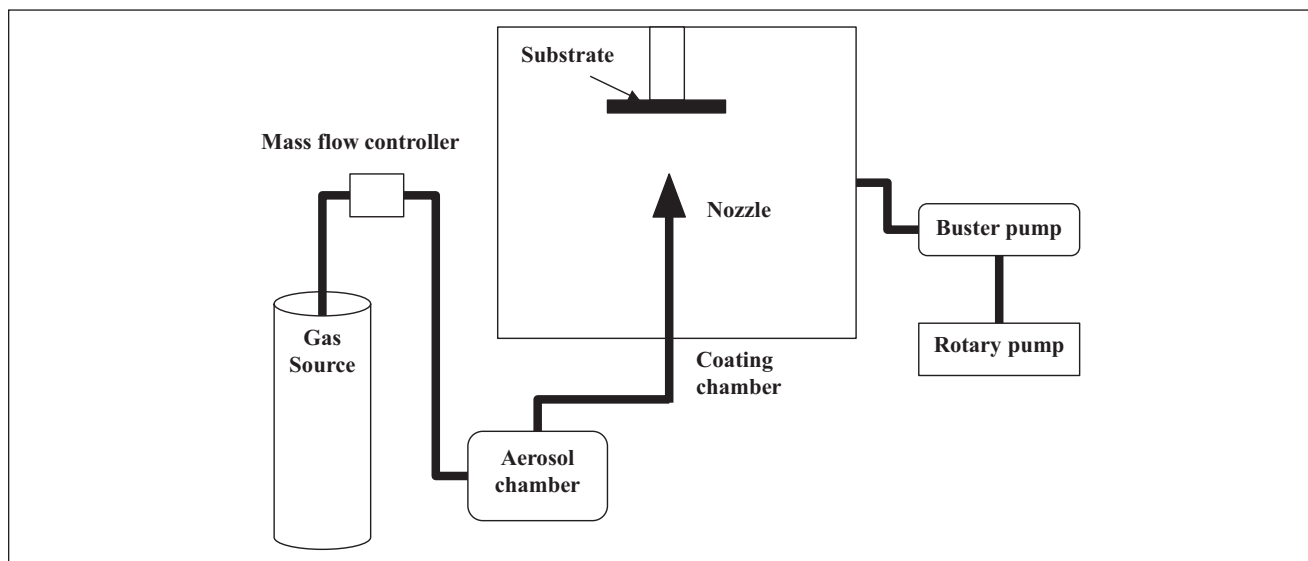 Substrate
Mass flow controller
Nozzle
Buster pump
Gas
Source
Rotary pump
Coating
chamber
Aerosol
chamber